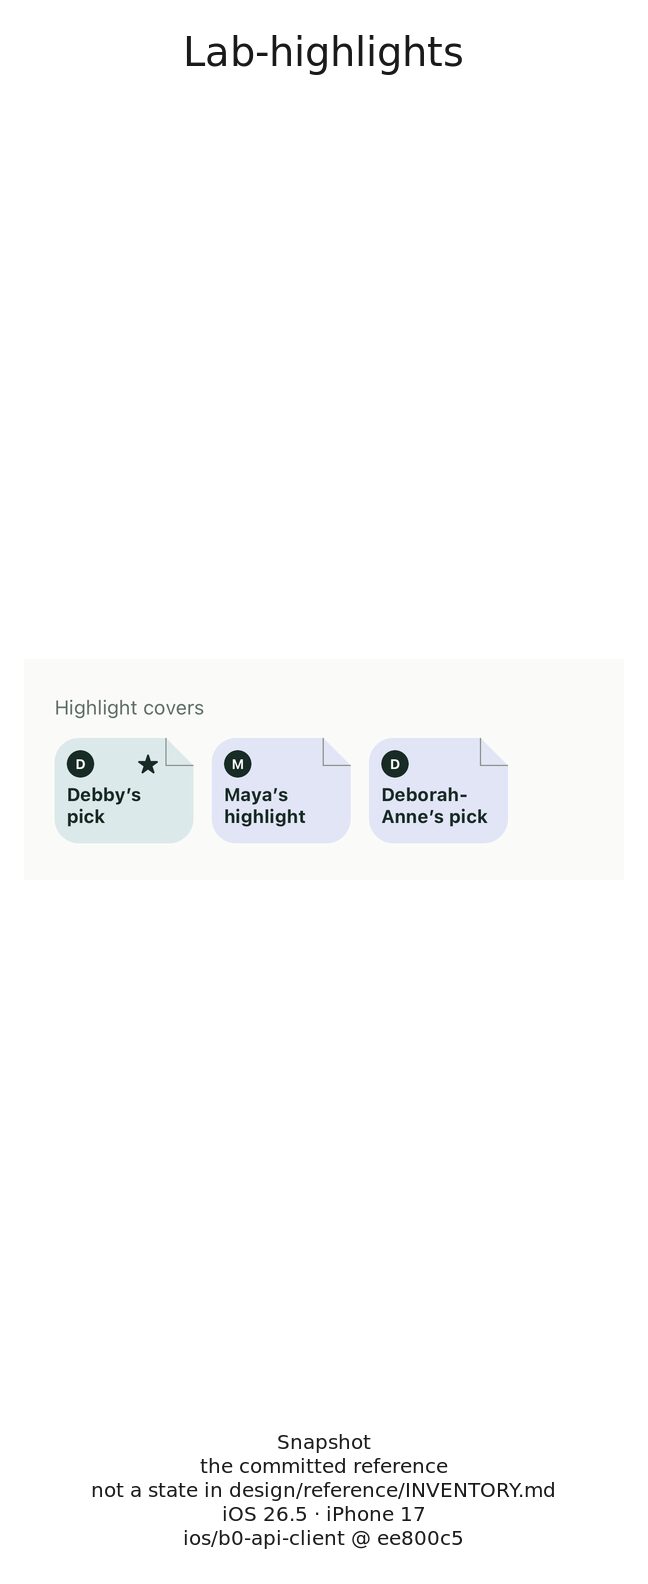 Lab-highlights
Highlight covers
D
Debby’s
pick
M
Maya’s
highlight
D
Deborah-
Anne’s pick
Snapshot
the committed reference
not a state in design/reference/INVENTORY.md
iOS 26.5 · iPhone 17
ios/b0-api-client @ ee800c5